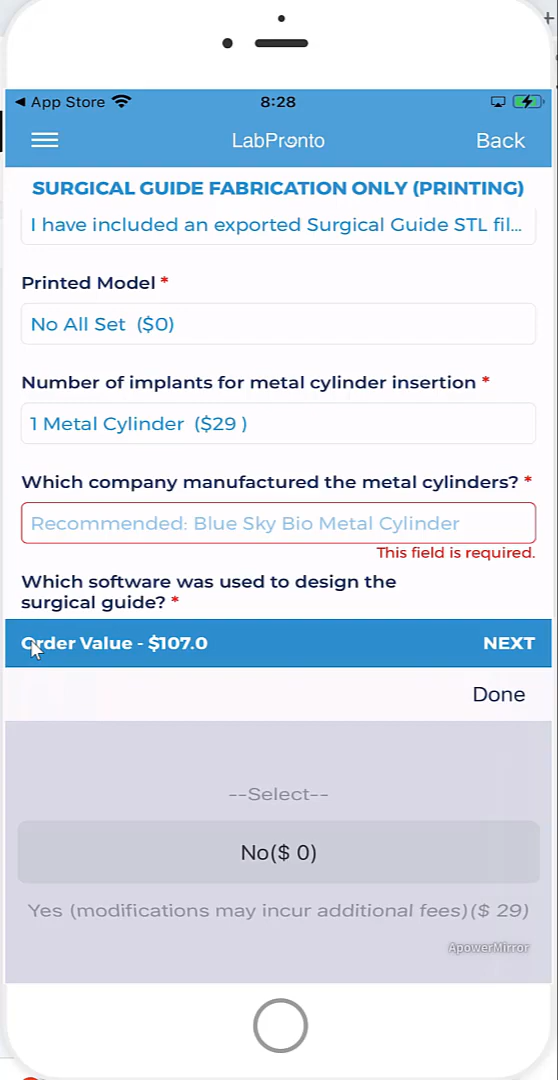 App Store
8:28
LabPronto
Back
SURGICAL GUIDE FABRICATION ONLY (PRINTING)
I have included an exported Surgical Guide STL fil...
Printed Model *
No All Set ($0)
Number of implants for metal cylinder insertion *
1 Metal Cylinder ($29 )
Which company manufactured the metal cylinders? *
Recommended: Blue Sky Bio Metal Cylinder
This field is required.
Which software was used to design the
surgical guide? *
Order Value - $107.0
NEXT
Done
--Select--
No($ 0)
Yes (modifications may incur additional fees)($ 29)
ApowerMirror